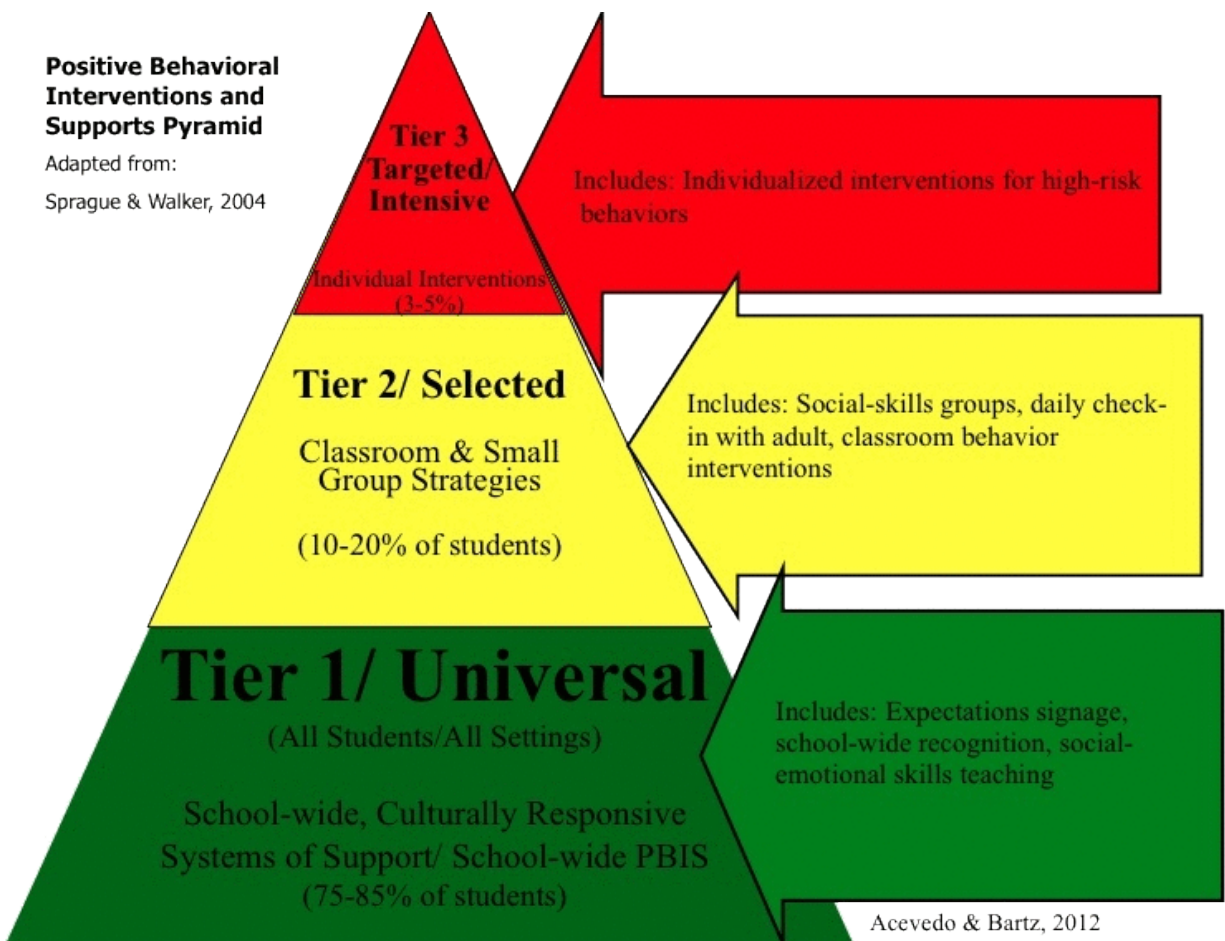 Positive Behavioral
Interventions and
Supports Pyramid
Adapted from:
Sprague & Walker, 2004
Tier 3
Targeted/
Intensive
Individual Interventions
(3-5%)
Includes: Individualized interventions for high-risk
behaviors
Tier 2/ Selected
Classroom & Small
Group Strategies
(10-20% of students)
Includes: Social-skills groups, daily check-
in with adult, classroom behavior
interventions
Tier 1/ Universal
(All Students/All Settings)
School-wide, Culturally Responsive
Systems of Support/ School-wide PBIS
(75-85% of students)
Includes: Expectations signage,
school-wide recognition, social-
emotional skills teaching
Acevedo & Bartz, 2012